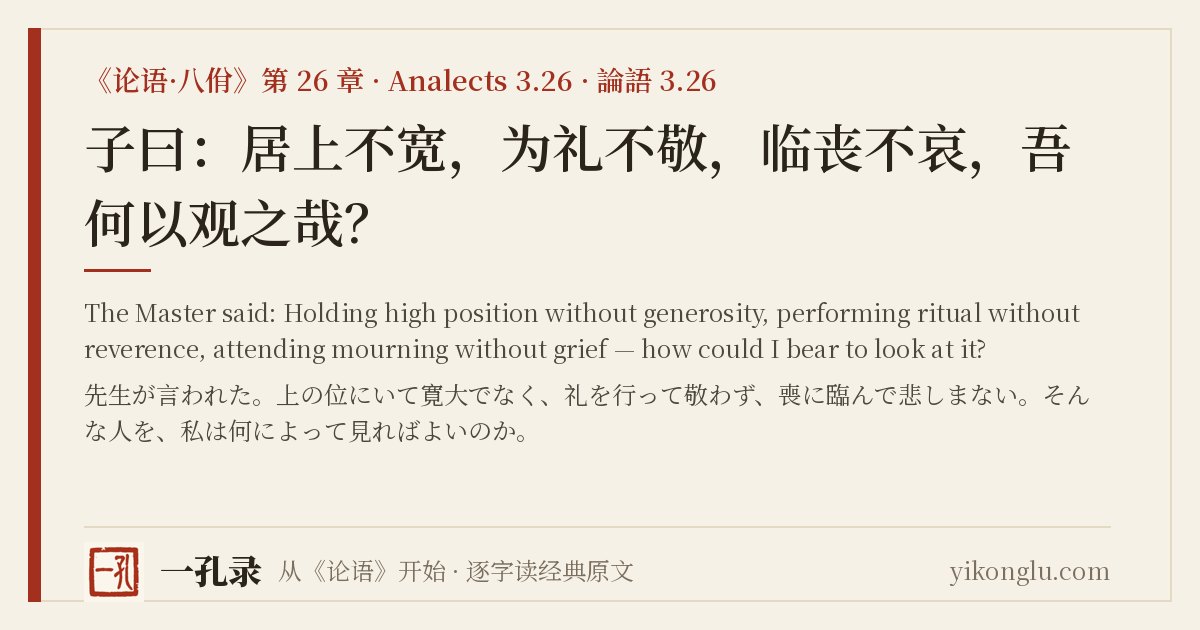 《论语·八佾》第 26 章 · Analects 3.26 · 論語 3.26
子曰：居上不宽，为礼不敬，临丧不哀，吾
何以观之哉？
The Master said: Holding high position without generosity, performing ritual without
reverence, attending mourning without grief — how could I bear to look at it?
先生が言われた。上の位にいて寛大でなく、礼を行って敬わず、喪に臨んで悲しまない。そん
な人を、私は何によって見ればよいのか。
一孔
一孔录 从《论语》开始 · 逐字读经典原文 yikonglu.com